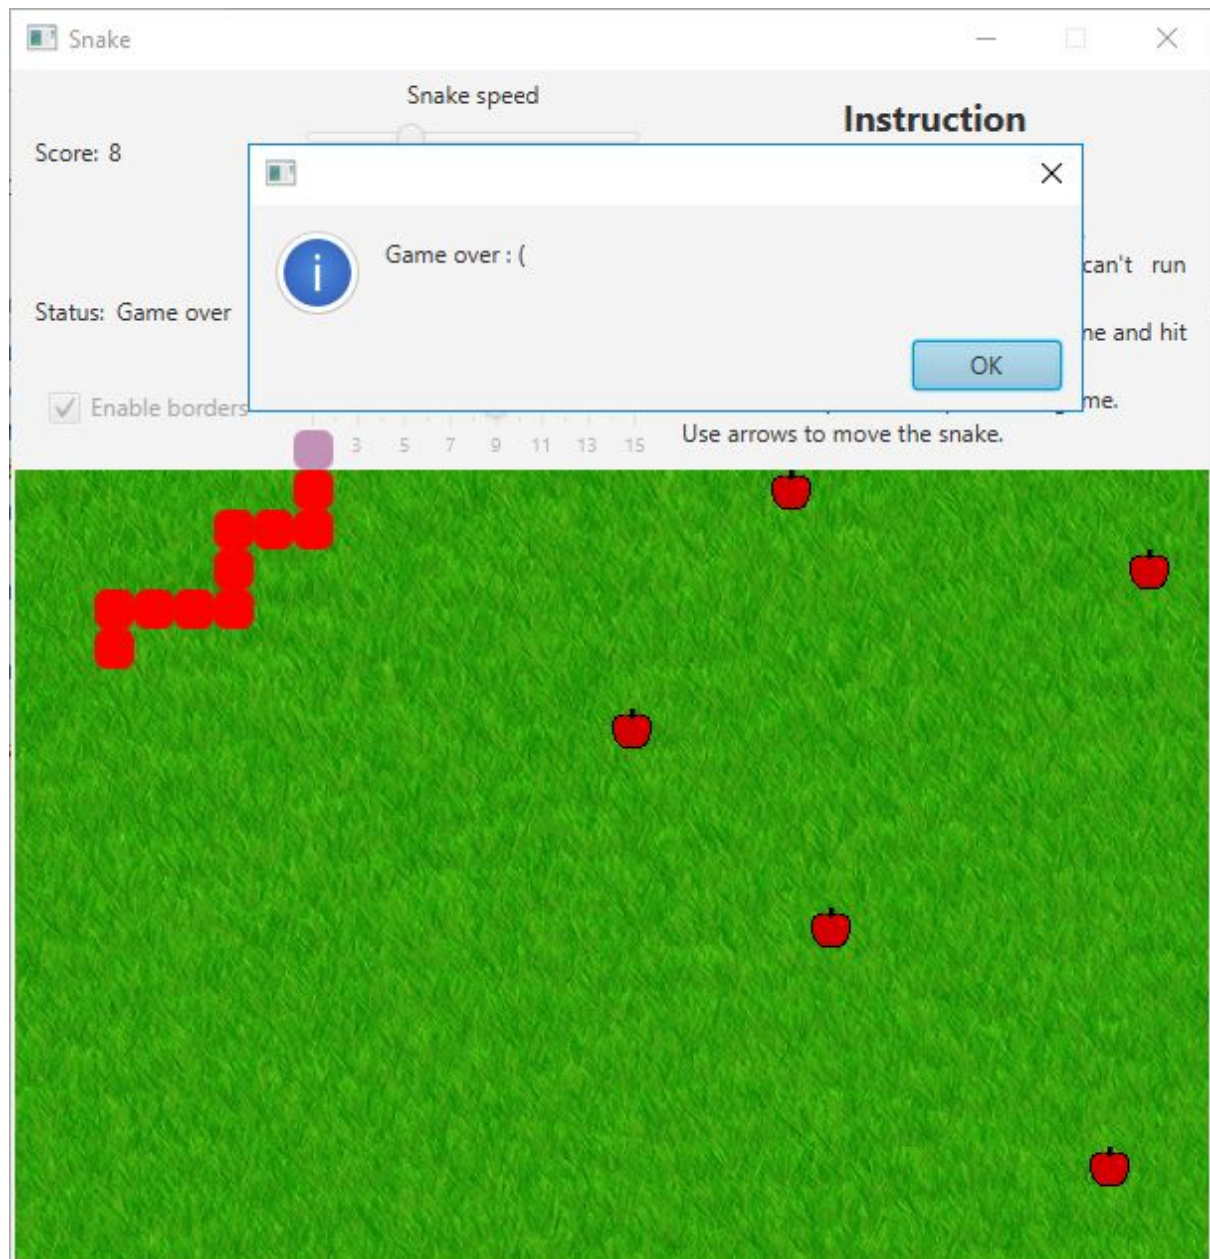 Snake
Snake speed
Instruction
Score: 8
Game over : (
can't run
Status: Game over
me and hit
OK
Enable borders
me.
3 5 7 9 11 13 15
Use arrows to move the snake.